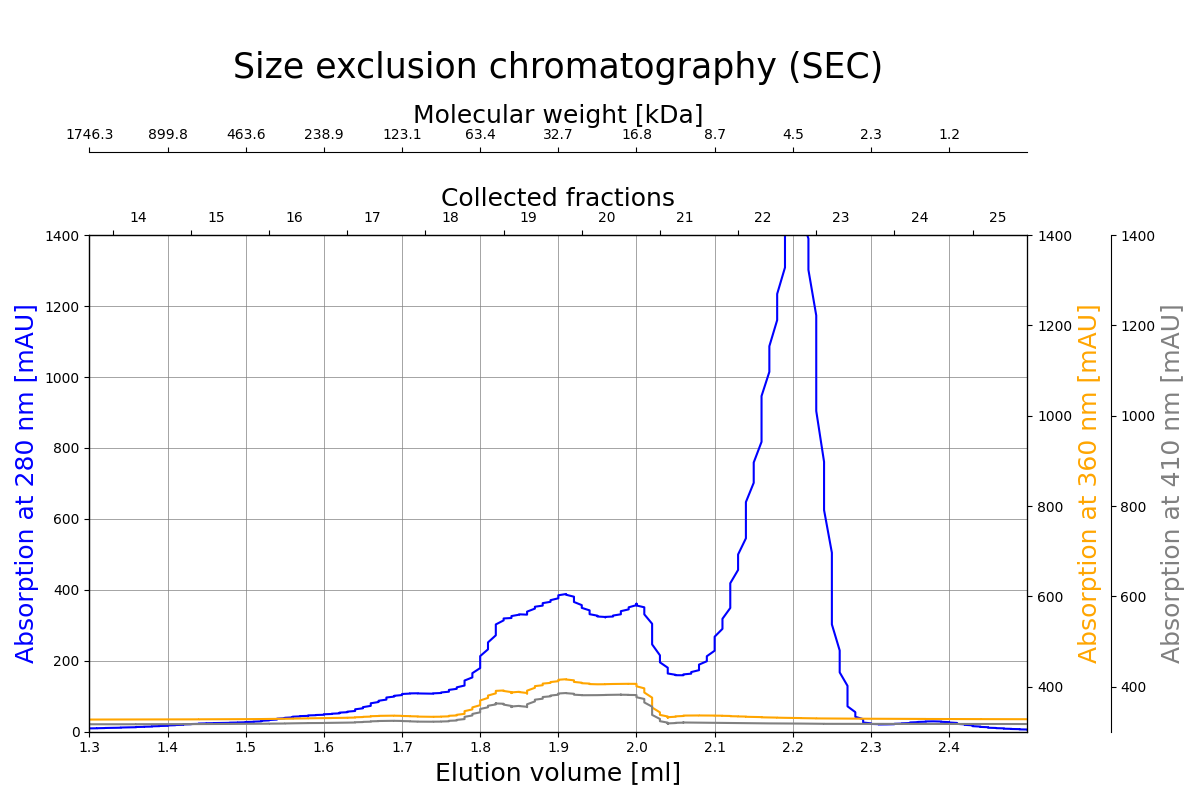 Size exclusion chromatography (SEC)
Molecular weight [kDa]
1746.3 899.8 463.6 238.9 123.1 63.4 32.7 16.8 8.7 4.5 2.3 1.2
Collected fractions
14 15 16 17 18 19 20 21 22 23 24 25
Absorption at 280 nm [mAU]
1400
1200
1000
800
600
400
200
0
1400
1200
1000
800
600
400
Absorption at 360 nm [mAU]
1400
1200
1000
800
600
400
Absorption at 410 nm [mAU]
1.3 1.4 1.5 1.6 1.7 1.8 1.9 2.0 2.1 2.2 2.3 2.4
Elution volume [ml]